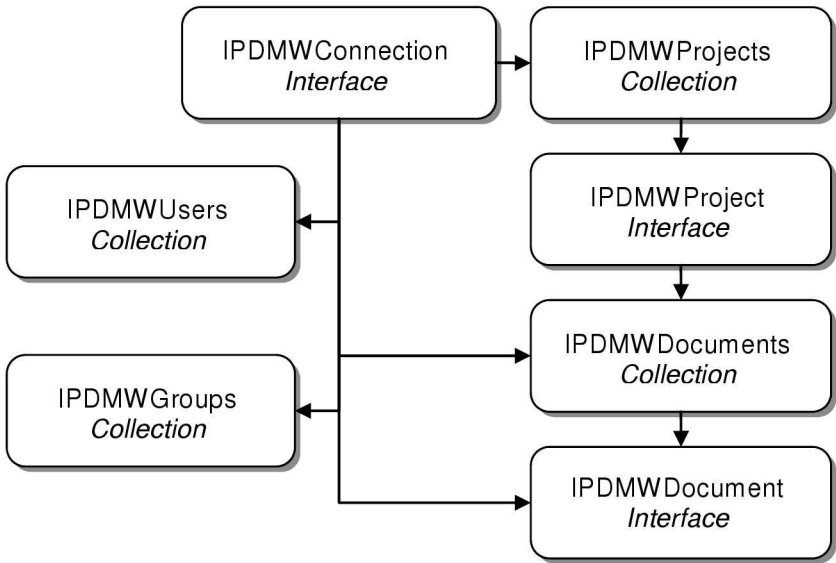 IPDMWConnection
Interface
IPDMWProjects
Collection
IPDMWUsers
Collection
IPDMWProject
Interface
IPDMWDocuments
Collection
IPDMWGroups
Collection
IPDMWDocument
Interface